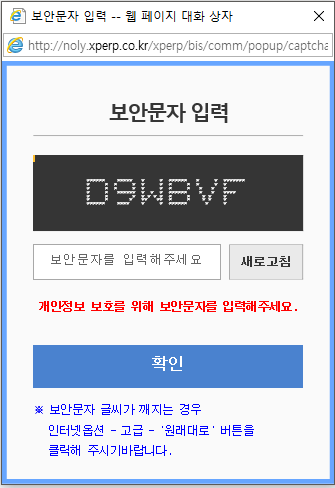 보안문자 입력 -- 웹 페이지 대화 상자
http://noly.xperp.co.kr/xperp/bis/comm/popup/captcha
보안문자 입력
D9WBVF
보안문자를 입력해주세요
새로고침
개인정보 보호를 위해 보안문자를 입력해주세요.
확인
※ 보안문자 글씨가 깨지는 경우
인터넷옵션 - 고급 - '원래대로' 버튼을
클릭해 주시기바랍니다.